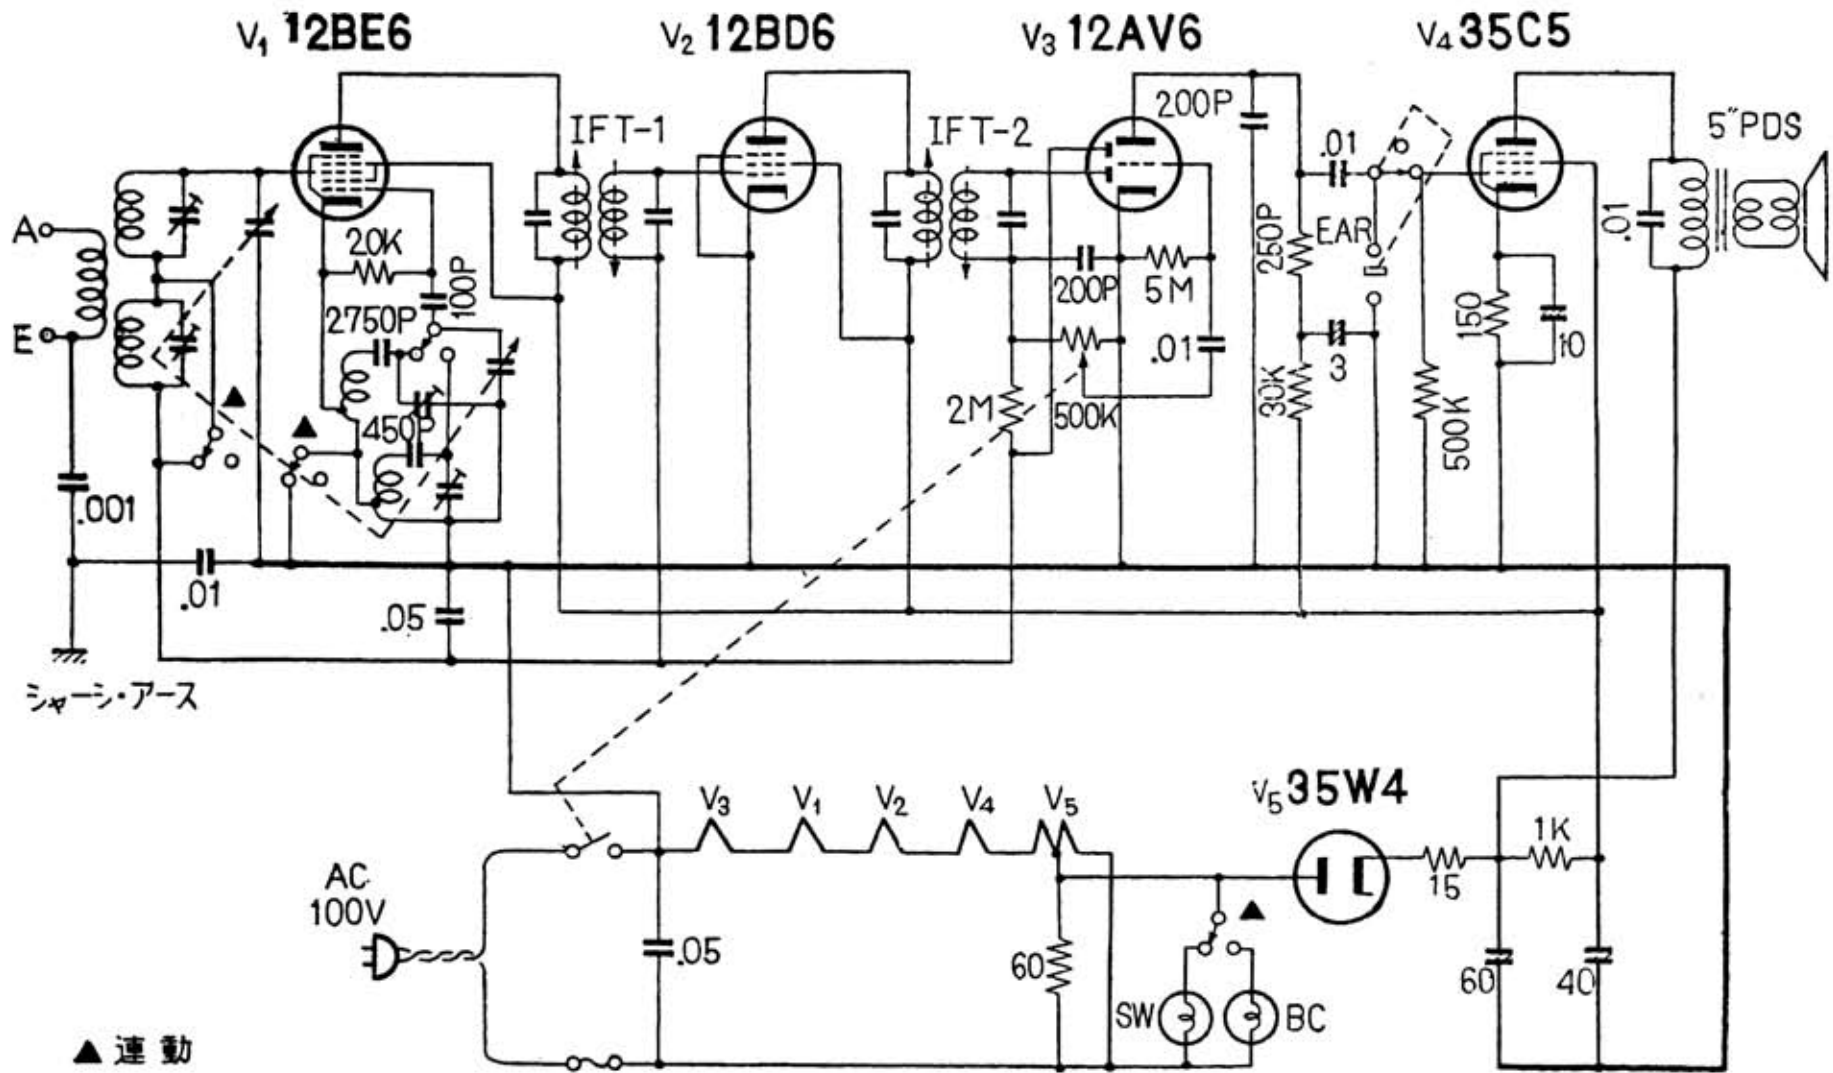 V₁ 12BE6
V₂ 12BD6
V₃ 12AV6
V₄ 35C5
IFT-1
IFT-2
200P
.01
5"PDS
A
20K
EAR
250P
.01
100P
E
2750P
200P
5M
150
10
.01
3
450P
2M
500K
30K
500K
▲
▲
.001
.01
.05
シャーシ・アース
V₃
V₁
V₂
V₄
V₅
V₅ 35W4
1K
15
AC
100V
▲
.05
60
60
40
SW
BC
▲ 連動